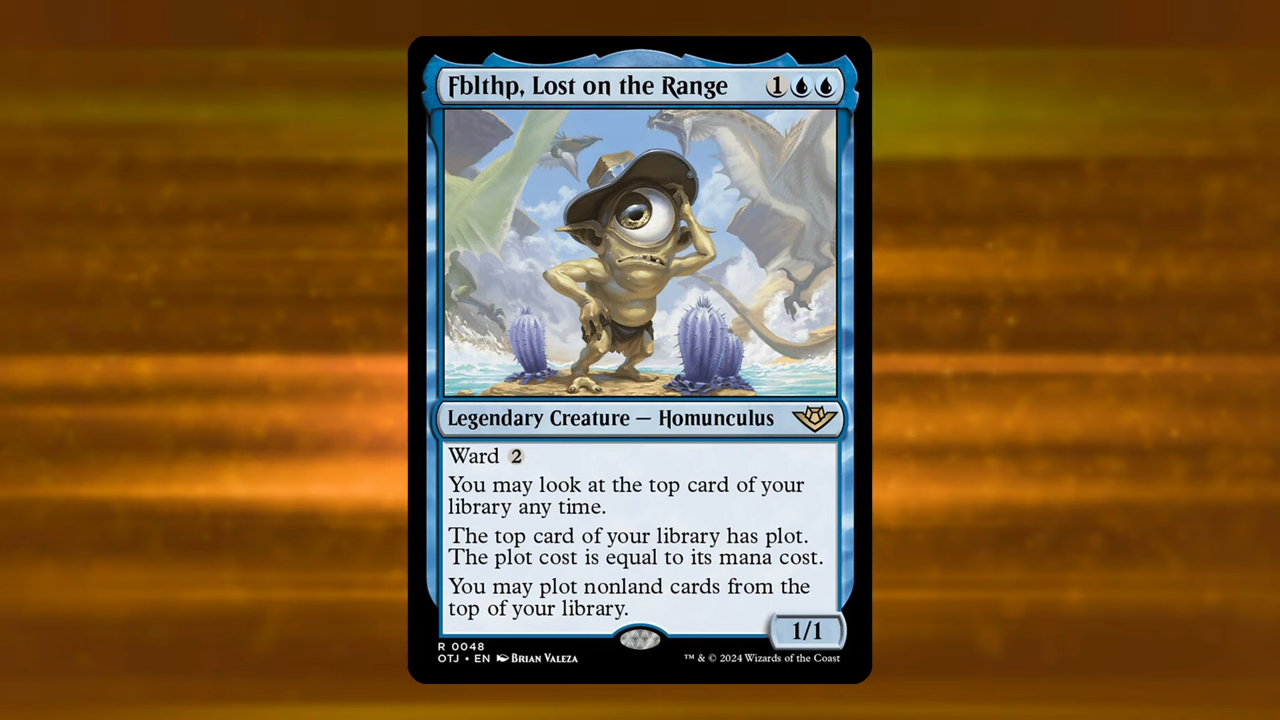 Fblthp, Lost on the Range 1
Legendary Creature — Homunculus
Ward 2
You may look at the top card of your
library any time.
The top card of your library has plot.
The plot cost is equal to its mana cost.
You may plot nonland cards from the
top of your library.
1/1
R 0048
OTJ • EN BRIAN VALEZA
™ & © 2024 Wizards of the Coast